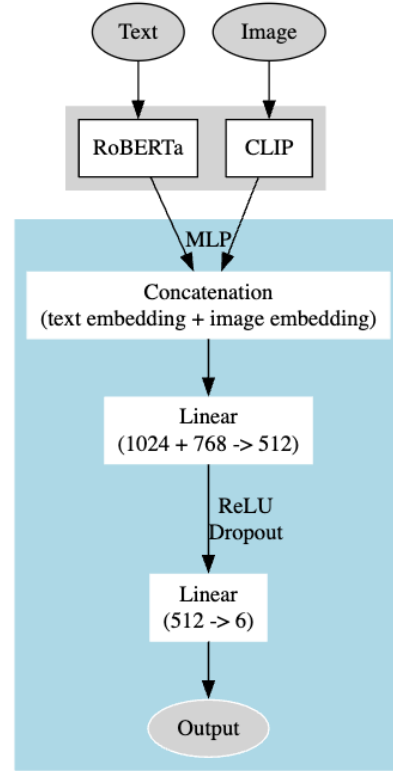 Text
Image
RoBERTa
CLIP
MLP
Concatenation
(text embedding + image embedding)
Linear
(1024 + 768 -> 512)
ReLU
Dropout
Linear
(512 -> 6)
Output